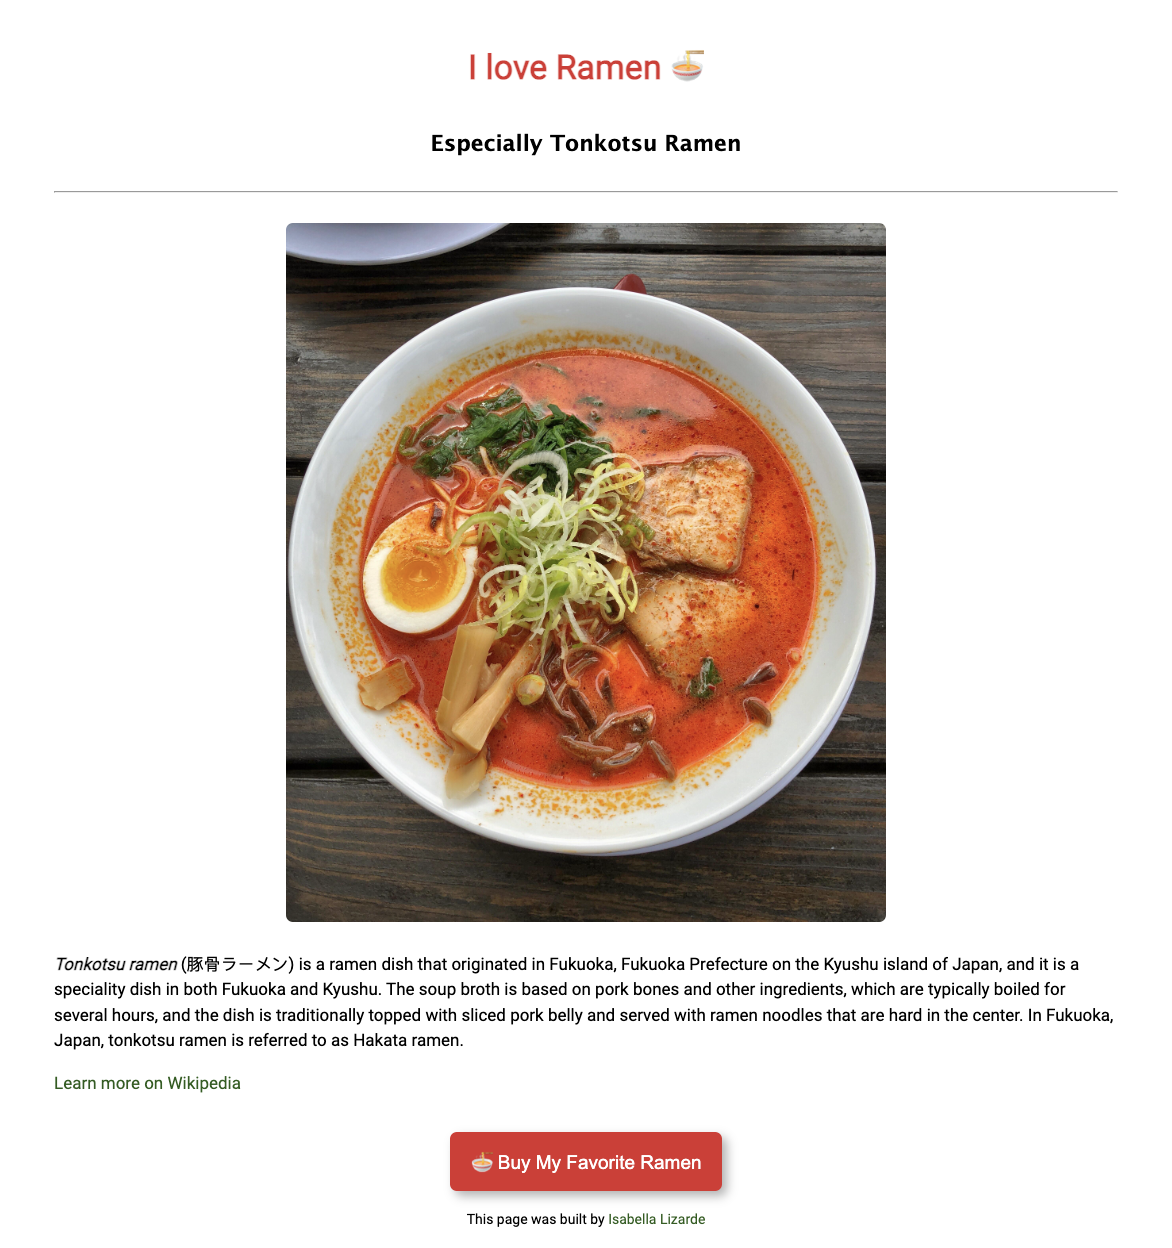 I love Ramen 🍜
Especially Tonkotsu Ramen
Tonkotsu ramen (豚骨ラーメン) is a ramen dish that originated in Fukuoka, Fukuoka Prefecture on the Kyushu island of Japan, and it is a
speciality dish in both Fukuoka and Kyushu. The soup broth is based on pork bones and other ingredients, which are typically boiled for
several hours, and the dish is traditionally topped with sliced pork belly and served with ramen noodles that are hard in the center. In Fukuoka,
Japan, tonkotsu ramen is referred to as Hakata ramen.
Learn more on Wikipedia
🍜 Buy My Favorite Ramen
This page was built by Isabella Lizarde